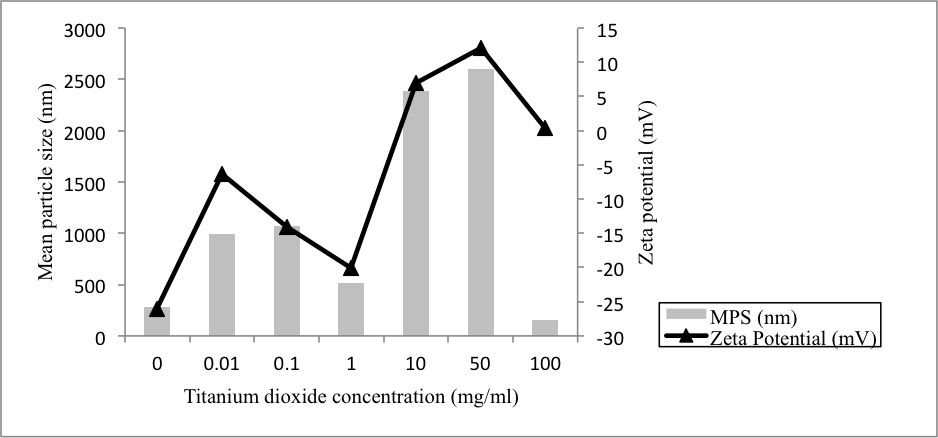 3000
2500
2000
1500
1000
500
0
Mean particle size (nm)
15
10
5
0
-5
-10
-15
-20
-25
-30
Zeta potential (mV)
0 0.01 0.1 1 10 50 100
Titanium dioxide concentration (mg/ml)
MPS (nm)
Zeta Potential (mV)